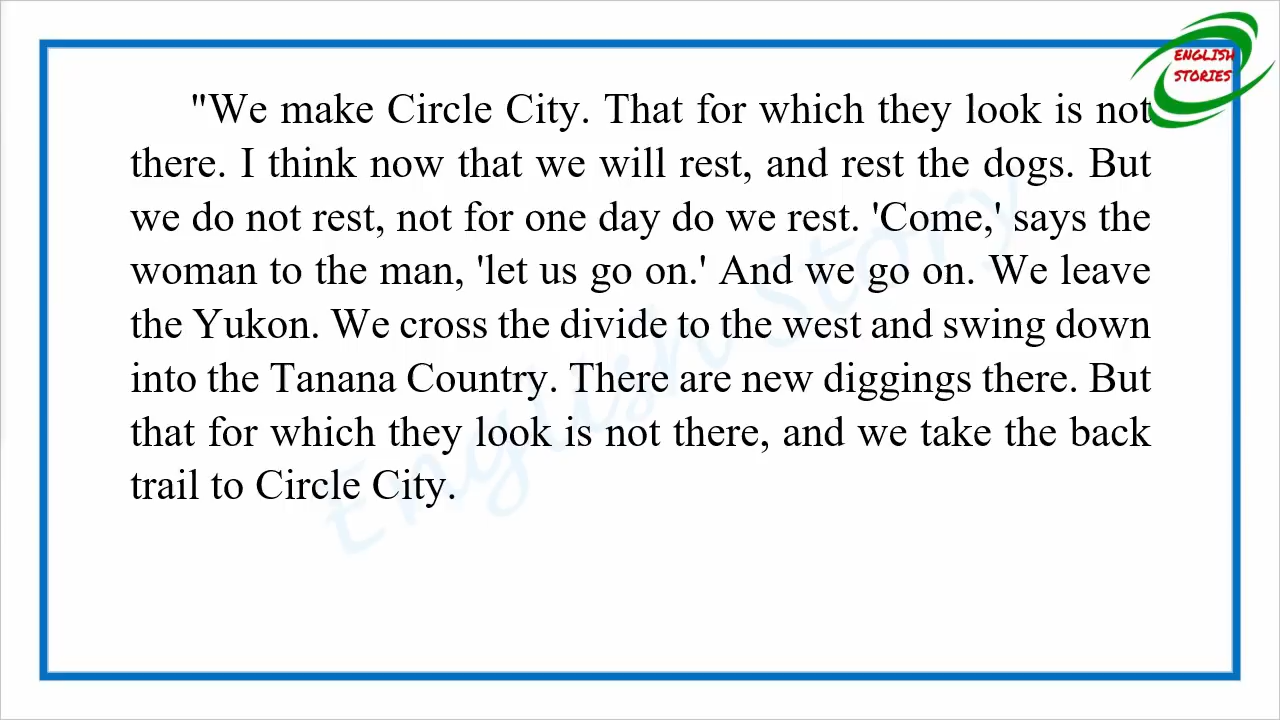 ENGLISH
STORIES
"We make Circle City. That for which they look is not
there. I think now that we will rest, and rest the dogs. But
we do not rest, not for one day do we rest. 'Come,' says the
woman to the man, 'let us go on.' And we go on. We leave
the Yukon. We cross the divide to the west and swing down
into the Tanana Country. There are new diggings there. But
that for which they look is not there, and we take the back
trail to Circle City.
English Story